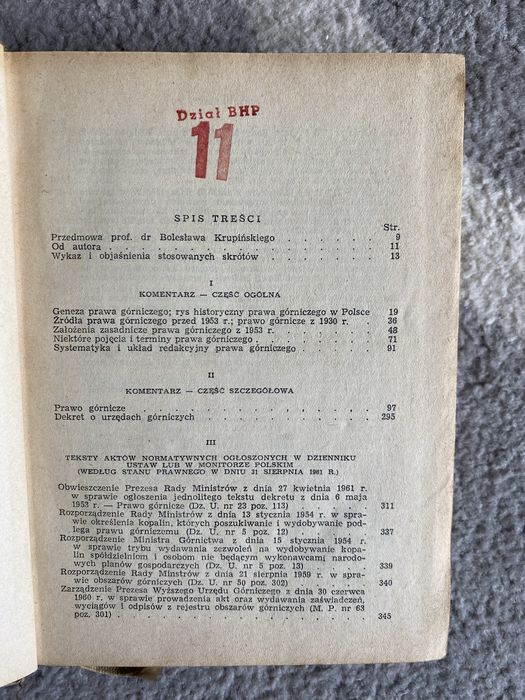 Dział BHP
11
SPIS TREŚCI
Str.
Przedmowa prof. dr Bolesława Krupińskiego . . . . . . 9
Od autora . . . . . . . . . . . . 11
Wykaz i objaśnienia stosowanych skrótów . . . . . . 13
I
KOMENTARZ — CZĘŚĆ OGÓLNA
Geneza prawa górniczego; rys historyczny prawa górniczego w Polsce 19
Źródła prawa górniczego przed 1953 r.; prawo górnicze z 1930 r. . 36
Założenia zasadnicze prawa górniczego z 1953 r. . . . . . 48
Niektóre pojęcia i terminy prawa górniczego . . . . . . 71
Systematyka i układ redakcyjny prawa górniczego . . . . . 91
II
KOMENTARZ — CZĘŚĆ SZCZEGÓŁOWA
Prawo górnicze . . . . . . . . . . . 97
Dekret o urzędach górniczych . . . . . . . . . 295
III
TEKSTY AKTÓW NORMATYWNYCH OGŁOSZONYCH W DZIENNIKU
USTAW LUB W MONITORZE POLSKIM
(WEDŁUG STANU PRAWNEGO W DNIU 31 SIERPNIA 1961 R.)
Obwieszczenie Prezesa Rady Ministrów z dnia 27 kwietnia 1961 r.
w sprawie ogłoszenia jednolitego tekstu dekretu z dnia 6 maja
1953 r. — Prawo górnicze (Dz. U. nr 23 poz. 113) . . . . 311
Rozporządzenie Rady Ministrów z dnia 13 stycznia 1954 r. w spra-
wie określenia kopalin, których poszukiwanie i wydobywanie pod-
lega prawu górniczemu (Dz. U. nr 5 poz. 12) . . . . . 337
Rozporządzenie Ministra Górnictwa z dnia 15 stycznia 1954 r.
w sprawie trybu wydawania zezwoleń na wydobywanie kopa-
lin spółdzielniom i osobom nie będącym wykonawcami narodo-
wych planów gospodarczych (Dz. U. nr 5 poz. 13) . . . . 339
Rozporządzenie Rady Minstrów z dnia 21 sierpnia 1959 r. w spra-
wie obszarów górniczych (Dz. U. nr 50 poz. 302) . . . . 340
Zarządzenie Prezesa Wyższego Urzędu Górniczego z dnia 30 czerwca
1960 r. w sprawie prowadzenia akt oraz wydawania zaświadczeń,
wyciągów i odpisów z rejestru obszarów górniczych (M. P. nr 63
poz. 301) . . . . . . . . . . . . 345